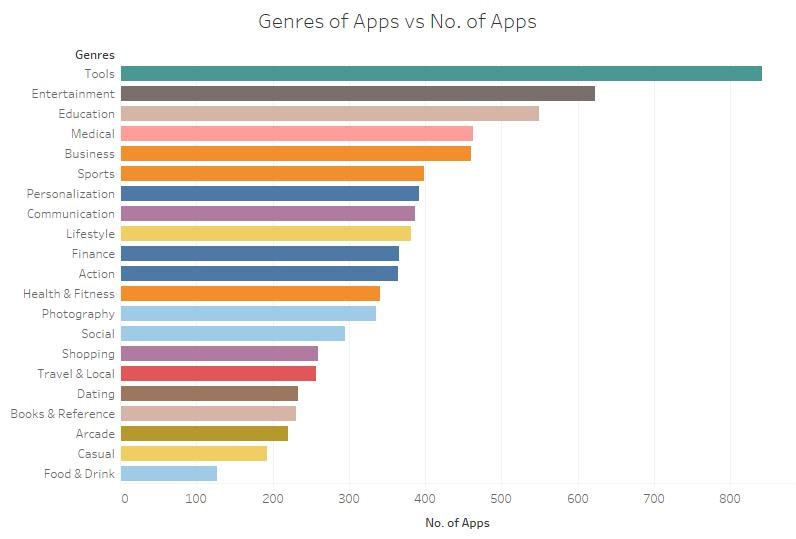 Genres of Apps vs No. of Apps
Genres
Tools
Entertainment
Education
Medical
Business
Sports
Personalization
Communication
Lifestyle
Finance
Action
Health & Fitness
Photography
Social
Shopping
Travel & Local
Dating
Books & Reference
Arcade
Casual
Food & Drink
0 100 200 300 400 500 600 700 800
No. of Apps